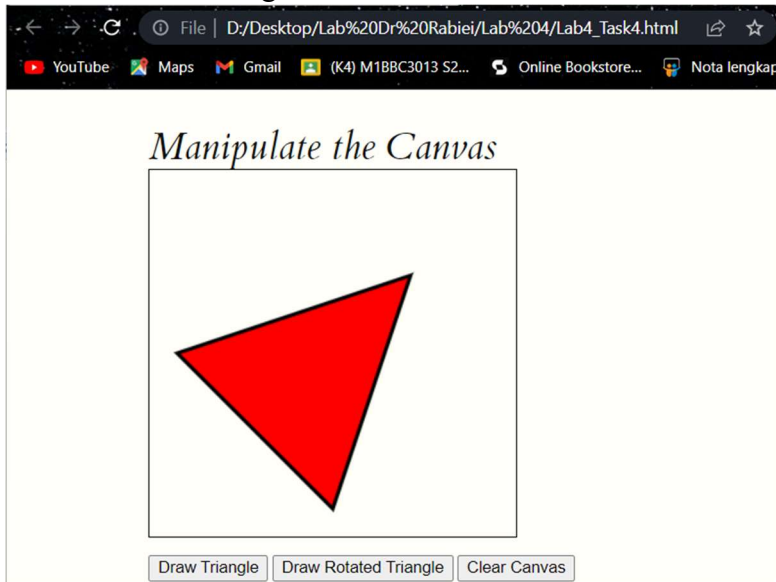 File | D:/Desktop/Lab%20Dr%20Rabiei/Lab%204/Lab4_Task4.html
YouTube Maps Gmail (K4) M1BBC3013 S2... Online Bookstore... Nota lengkap
Manipulate the Canvas
Draw Triangle Draw Rotated Triangle Clear Canvas